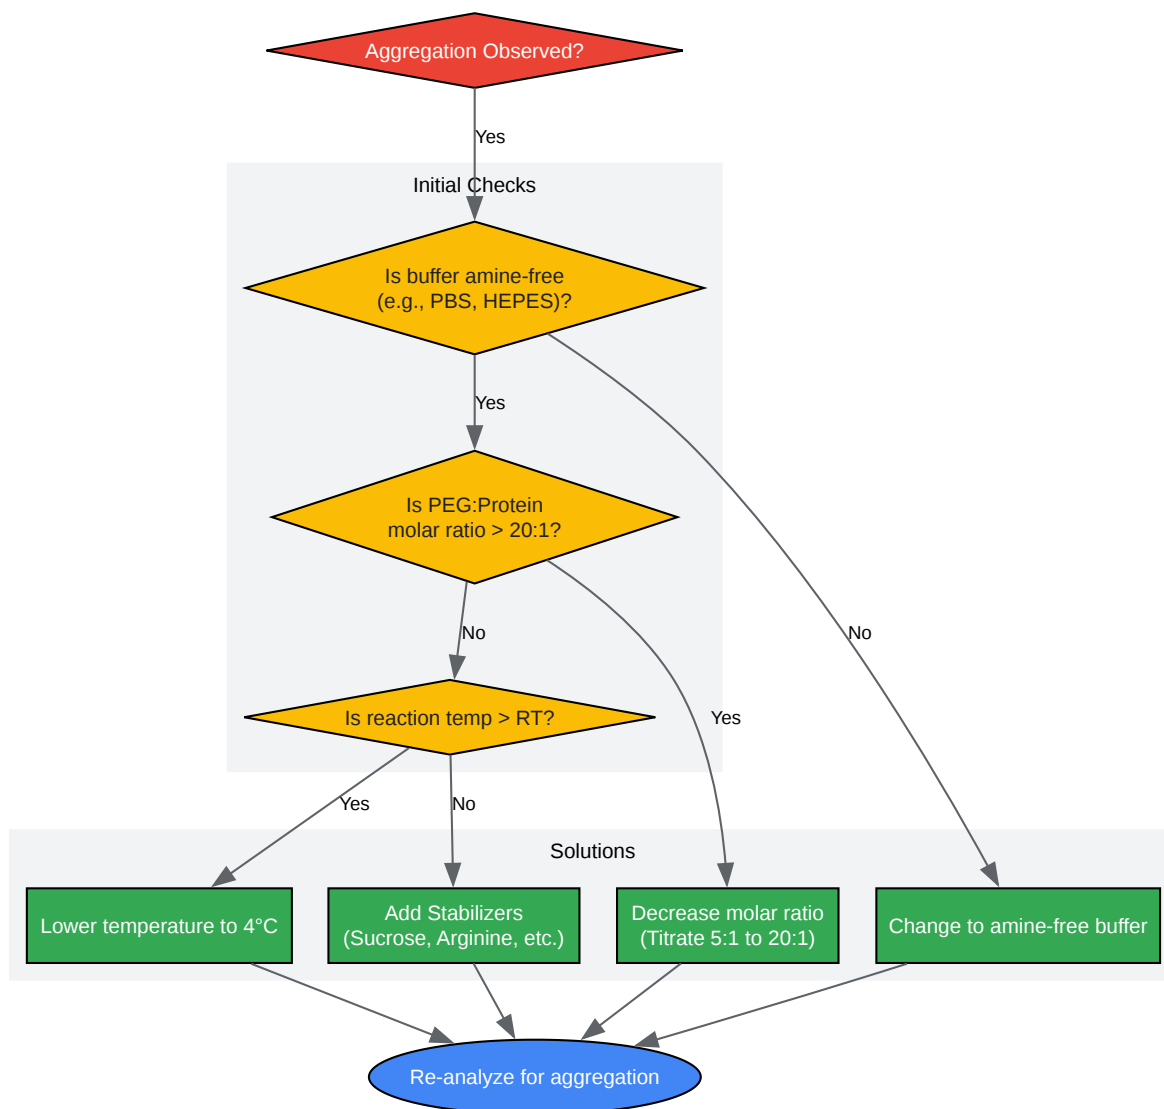 Aggregation Observed?
Yes
Initial Checks
Is buffer amine-free
(e.g., PBS, HEPES)?
Yes
Is PEG:Protein
molar ratio > 20:1?
No
No
Is reaction temp > RT?
Yes
Yes
No
Solutions
Lower temperature to 4°C
Add Stabilizers
(Sucrose, Arginine, etc.)
Decrease molar ratio
(Titrate 5:1 to 20:1)
Change to amine-free buffer
Re-analyze for aggregation